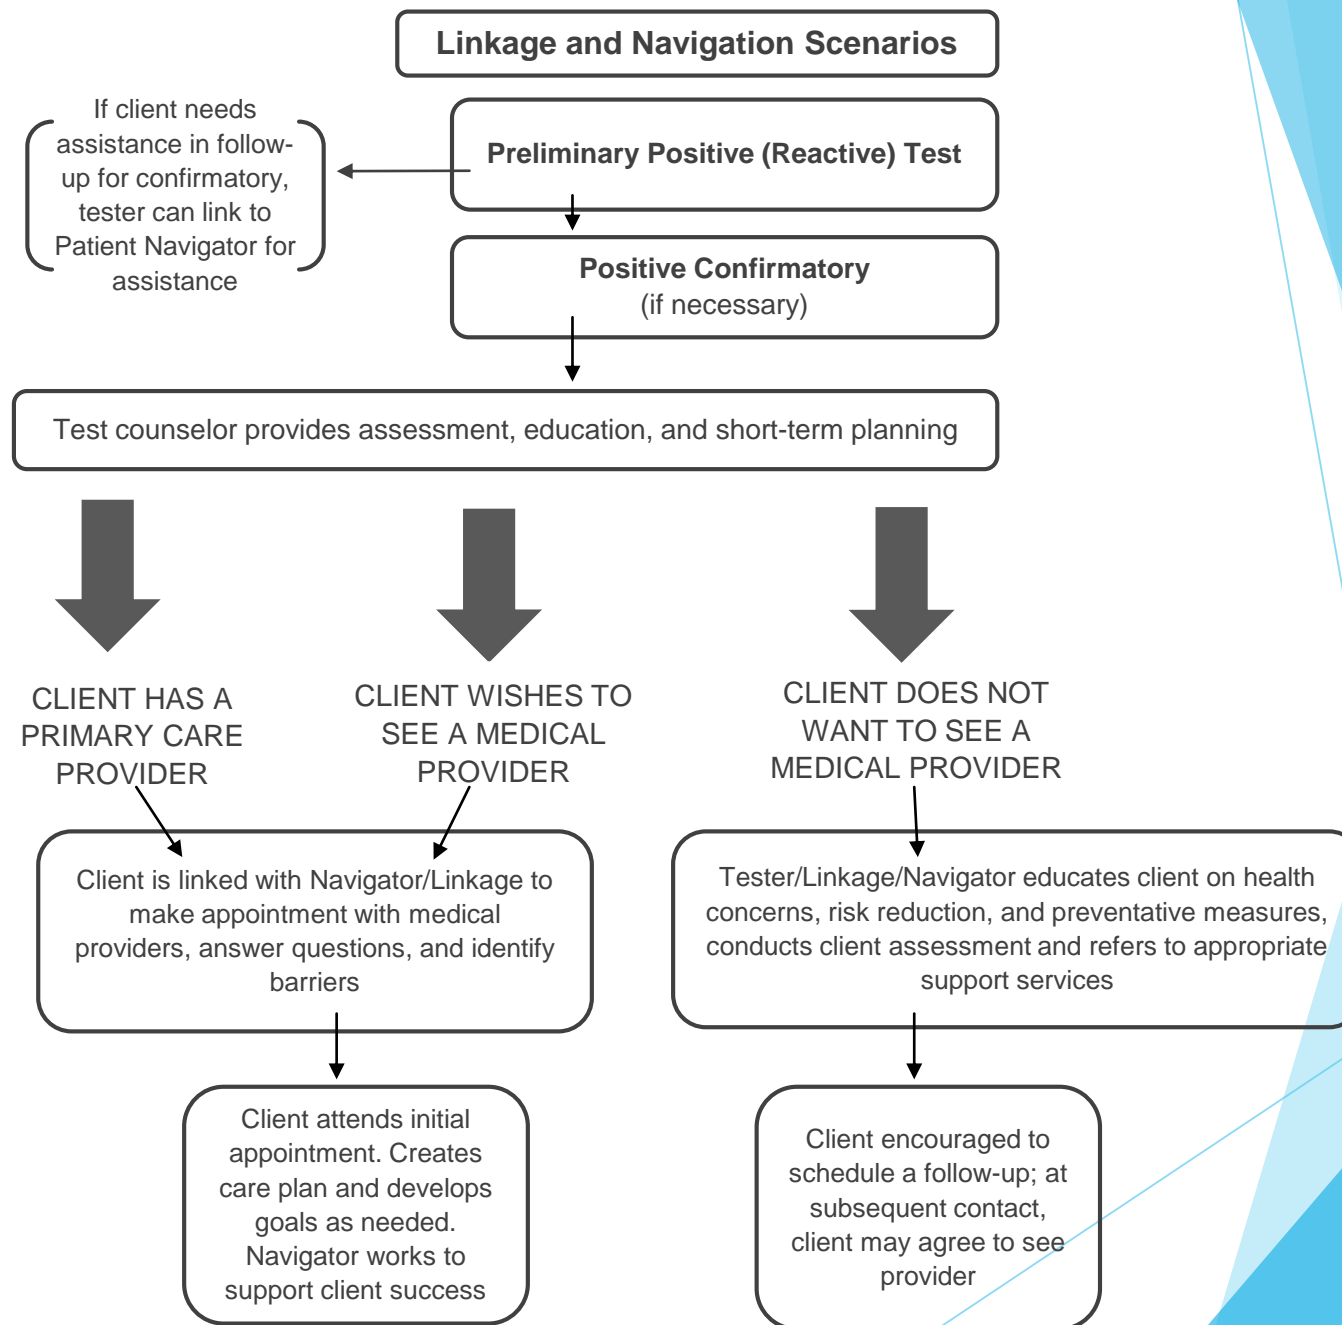 Linkage and Navigation Scenarios
If client needs
assistance in follow-
up for confirmatory,
tester can link to
Patient Navigator for
assistance
Preliminary Positive (Reactive) Test
Positive Confirmatory
(if necessary)
Test counselor provides assessment, education, and short-term planning
CLIENT HAS A
PRIMARY CARE
PROVIDER
CLIENT WISHES TO
SEE A MEDICAL
PROVIDER
CLIENT DOES NOT
WANT TO SEE A
MEDICAL PROVIDER
Client is linked with Navigator/Linkage to
make appointment with medical
providers, answer questions, and identify
barriers
Tester/Linkage/Navigator educates client on health
concerns, risk reduction, and preventative measures,
conducts client assessment and refers to appropriate
support services
Client attends initial
appointment. Creates
care plan and develops
goals as needed.
Navigator works to
support client success
Client encouraged to
schedule a follow-up; at
subsequent contact,
client may agree to see
provider